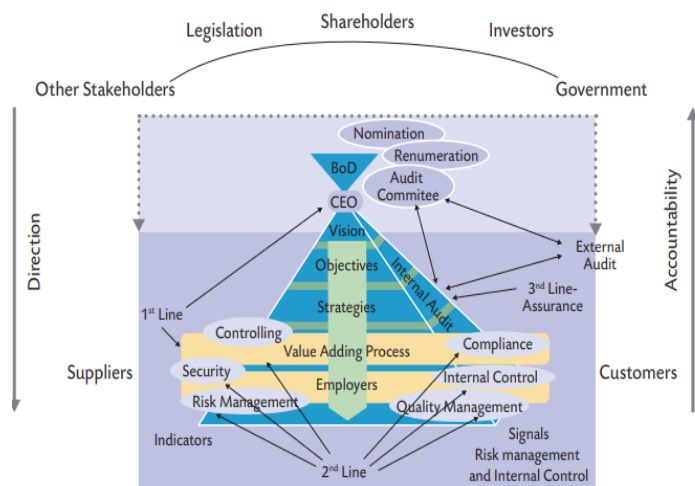 Shareholders
Legislation
Investors
Other Stakeholders
Government
Nomination
Renumeration
BoD
Audit
Commitee
CEO
Vision
External
Audit
Direction
Accountability
Objectives
Internal Audit
3nd Line-
Assurance
Strategies
1st Line
Controlling
Compliance
Value Adding Process
Suppliers
Security
Employers
Internal Control
Customers
Risk Management
Quality Management
Indicators
Signals
Risk management
and Internal Control
2nd Line